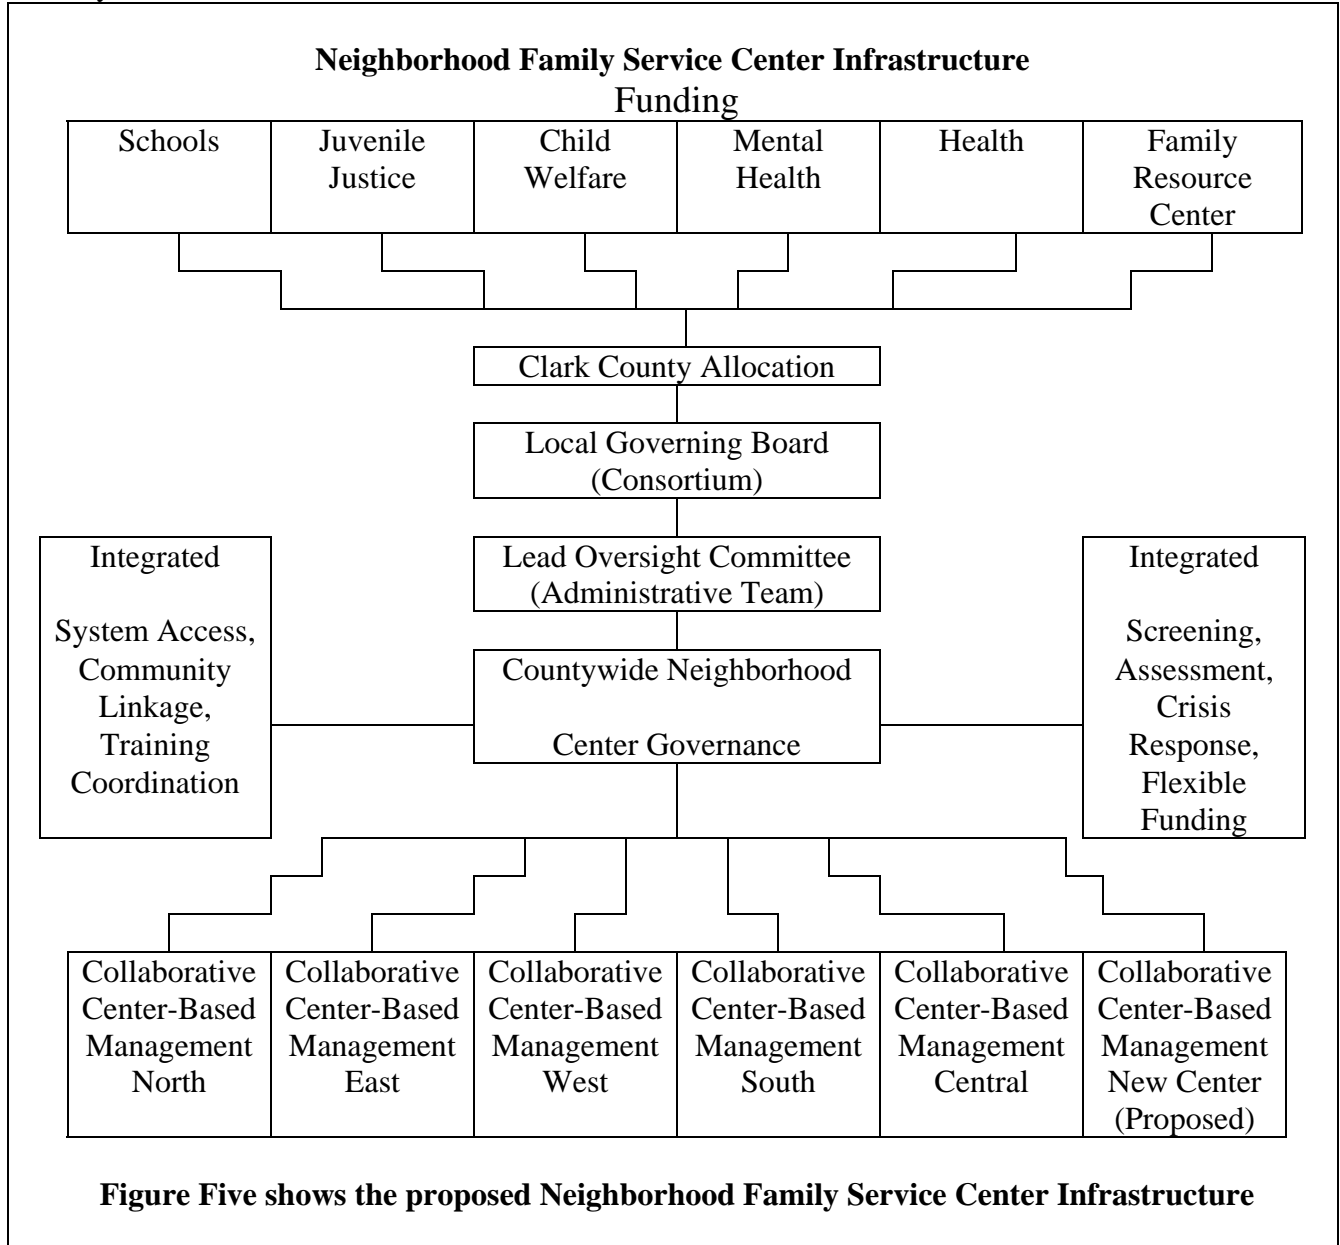 Neighborhood Family Service Center Infrastructure
Funding
Schools
Juvenile
Justice
Child
Welfare
Mental
Health
Health
Family
Resource
Center
Clark County Allocation
Local Governing Board
(Consortium)
Lead Oversight Committee
(Administrative Team)
Integrated
System Access,
Community
Linkage,
Training
Coordination
Countywide Neighborhood
Center Governance
Integrated
Screening,
Assessment,
Crisis
Response,
Flexible
Funding
Collaborative
Center-Based
Management
North
Collaborative
Center-Based
Management
East
Collaborative
Center-Based
Management
West
Collaborative
Center-Based
Management
South
Collaborative
Center-Based
Management
Central
Collaborative
Center-Based
Management
New Center
(Proposed)
Figure Five shows the proposed Neighborhood Family Service Center Infrastructure